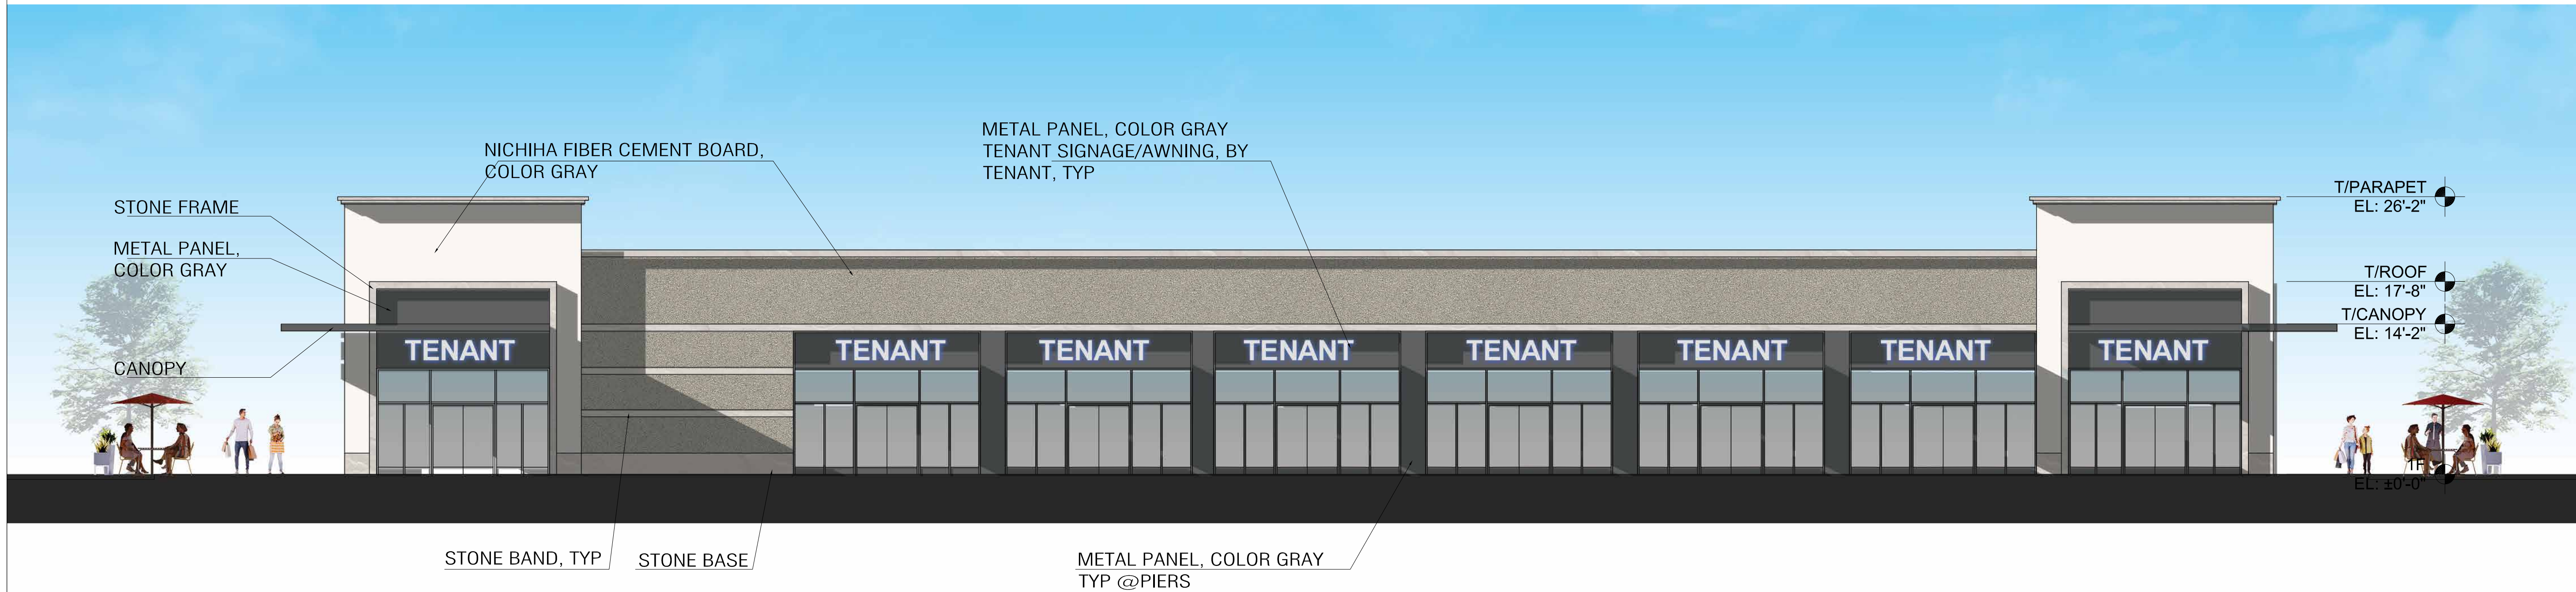 METAL PANEL, COLOR GRAY
TENANT SIGNAGE/AWNING, BY
TENANT, TYP
NICHIHA FIBER CEMENT BOARD,
COLOR GRAY
STONE FRAME
METAL PANEL,
COLOR GRAY
CANOPY
T/PARAPET
EL: 26'-2"
T/ROOF
EL: 17'-8"
T/CANOPY
EL: 14'-2"
TENANT TENANT TENANT TENANT TENANT TENANT TENANT TENANT
1F
EL: ±0'-0"
STONE BAND, TYP
STONE BASE
METAL PANEL, COLOR GRAY
TYP @PIERS